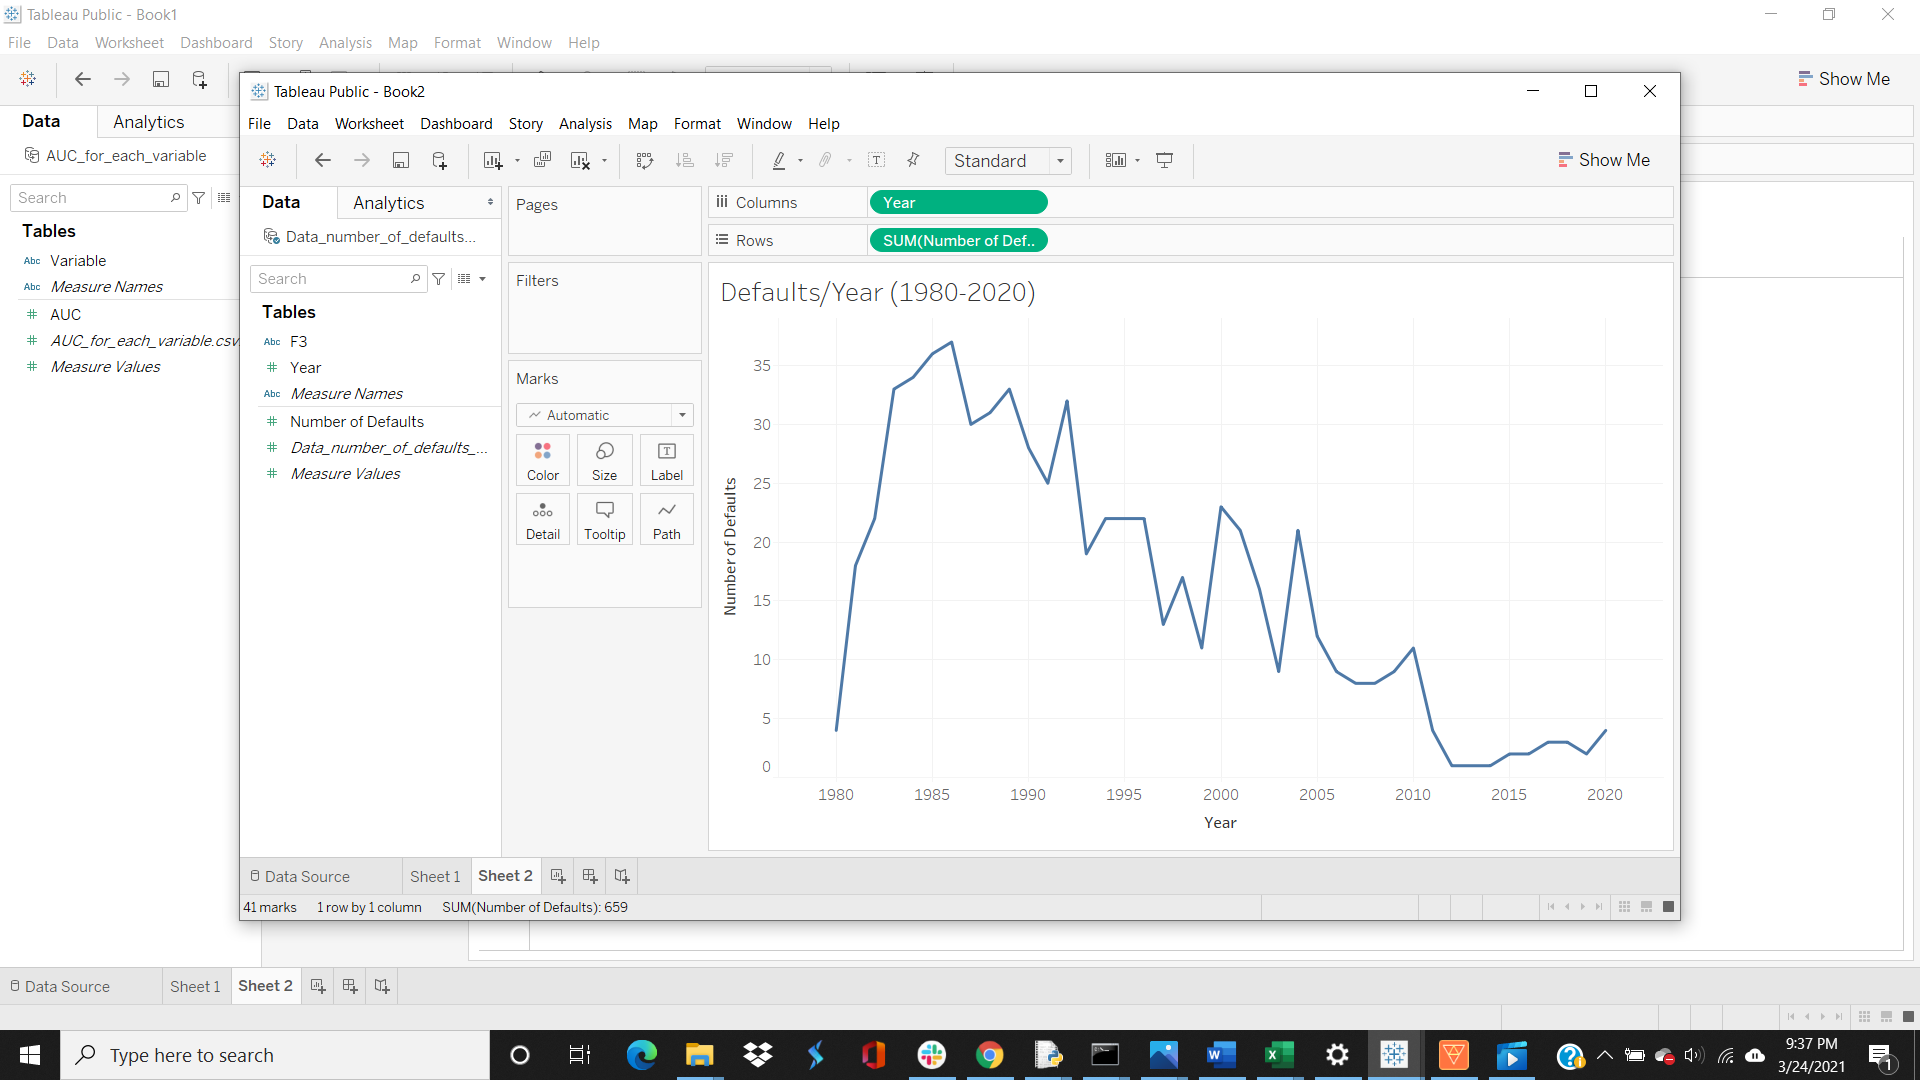 Tableau Public - Book1
File Data Worksheet Dashboard Story Analysis Map Format Window Help
Show Me
Data Analytics
AUC_for_each_variable
Search
Tables
Abc Variable
Abc Measure Names
# AUC
# AUC_for_each_variable.csv
# Measure Values
Tableau Public - Book2
File Data Worksheet Dashboard Story Analysis Map Format Window Help
Standard
Show Me
Data Analytics
Data_number_of_defaults...
Search
Tables
Abc F3
# Year
Abc Measure Names
# Number of Defaults
# Data_number_of_defaults_...
# Measure Values
Pages
Filters
Marks
Automatic
Color Size Label
Detail Tooltip Path
Columns Year
Rows SUM(Number of Def..
Defaults/Year (1980-2020)
Number of Defaults
35
30
25
20
15
10
5
0
1980 1985 1990 1995 2000 2005 2010 2015 2020
Year
Data Source Sheet 1 Sheet 2
41 marks 1 row by 1 column SUM(Number of Defaults): 659
Data Source Sheet 1 Sheet 2
Type here to search
9:37 PM
3/24/2021
1